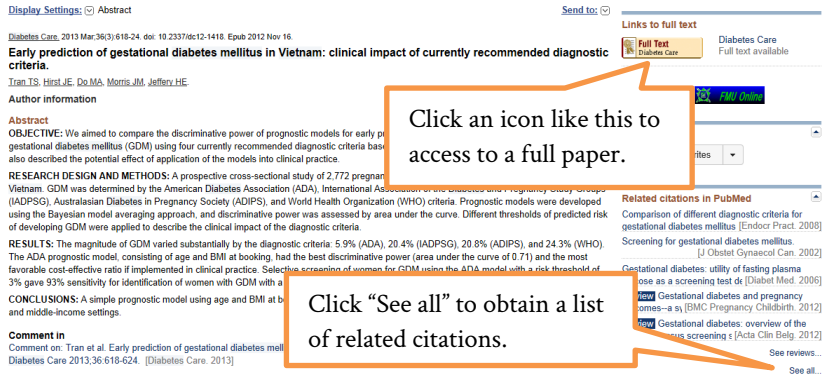 Display Settings: Abstract
Send to:
Diabetes Care. 2013 Mar;36(3):618-24. doi: 10.2337/dc12-1418. Epub 2012 Nov 16.
Early prediction of gestational diabetes mellitus in Vietnam: clinical impact of currently recommended diagnostic
criteria.
Tran TS, Hirst JE, Do MA, Morris JM, Jeffery HE.
Author information
Abstract
OBJECTIVE: We aimed to compare the discriminative power of prognostic models for early
gestational diabetes mellitus (GDM) using four currently recommended diagnostic criteria
also described the potential effect of application of the models into clinical practice.
RESEARCH DESIGN AND METHODS: A prospective cross-sectional study of 2,772
Vietnam. GDM was determined by the American Diabetes Association (ADA), International Association of the Diabetes and Pregnancy Study Groups
(IADPSG), Australasian Diabetes in Pregnancy Society (ADIPS), and World Health Organization (WHO) criteria. Prognostic models were developed
using the Bayesian model averaging approach, and discriminative power was assessed by area under the curve. Different thresholds of predicted risk
of developing GDM were applied to describe the clinical impact of the diagnostic criteria.
RESULTS: The magnitude of GDM varied substantially by the diagnostic criteria: 5.9% (ADA), 20.4% (IADPSG), 20.8% (ADIPS), and 24.3% (WHO).
The ADA prognostic model, consisting of age and BMI at booking, had the best discriminative power (area under the curve of 0.71) and the most
favorable cost-effective ratio if implemented in clinical practice. Selective screening of women for GDM using the ADA model with a risk threshold of
3% gave 93% sensitivity for identification of women with GDM with a
CONCLUSIONS: A simple prognostic model using age and BMI at
and middle-income settings.
Comment in
Comment on: Tran et al. Early prediction of gestational diabetes
Diabetes Care 2013;36:618-624. [Diabetes Care. 2013]
Links to full text
Full Text
Diabetes Care
Diabetes Care
Full text available
FMU Online
Click an icon like this to
access to a full paper.
Related citations in PubMed
Comparison of different diagnostic criteria for
gestational diabetes mellitus [Endocr Pract. 2008]
Screening for gestational diabetes mellitus.
[J Obstet Gynaecol Can. 2002]
Gestational diabetes: utility of fasting plasma
as a screening test de [Diabet Med. 2006]
Gestational diabetes and pregnancy
[BMC Pregnancy Childbirth. 2012]
Gestational diabetes: overview of the
screening s [Acta Clin Belg. 2012]
See reviews...
See all...
Click “See all” to obtain a list
of related citations.